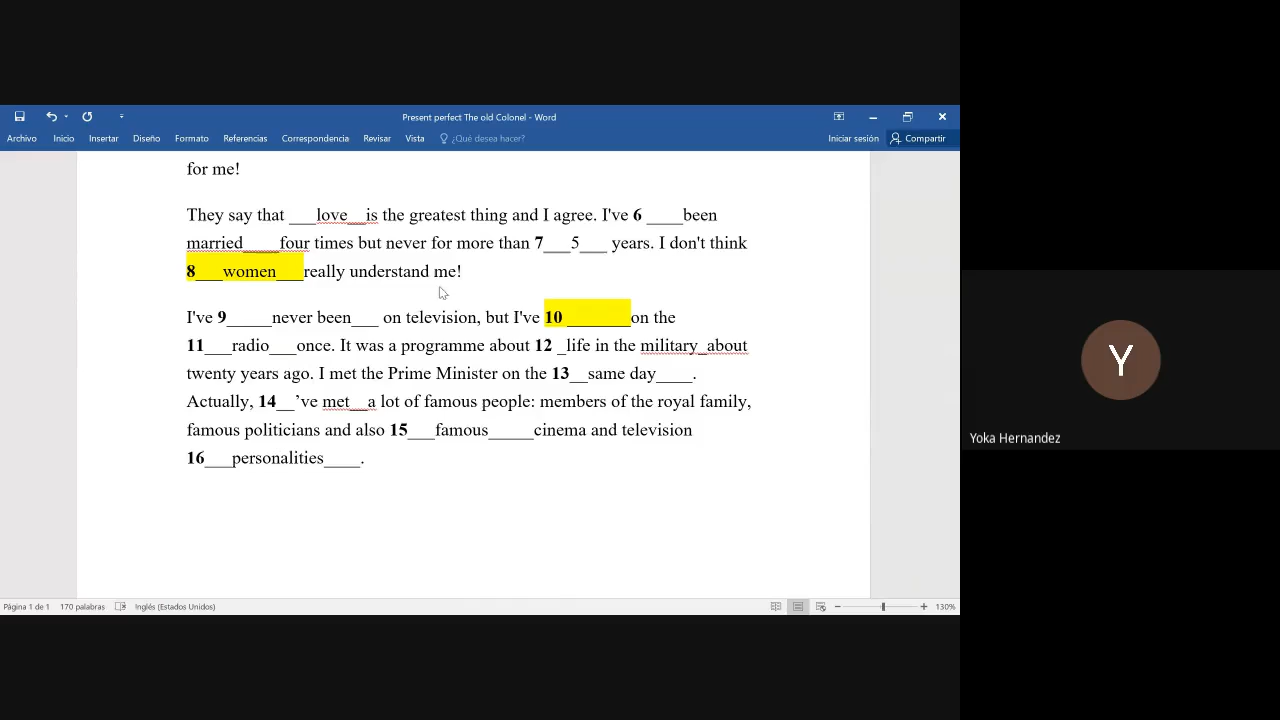 Present perfect The old Colonel - Word
Archivo Inicio Insertar Diseño Formato Referencias Correspondencia Revisar Vista ¿Qué desea hacer? Iniciar sesión Compartir
for me!
They say that ___love__is the greatest thing and I agree. I've 6 ____been
married____four times but never for more than 7___5___ years. I don't think
8___women___really understand me!
I've 9_____never been___ on television, but I've 10 _______on the
11___radio___once. It was a programme about 12 _life in the military_about
twenty years ago. I met the Prime Minister on the 13__same day____.
Actually, 14__’ve met__a lot of famous people: members of the royal family,
famous politicians and also 15___famous_____cinema and television
16___personalities____.
Y
Yoka Hernandez
Página 1 de 1 170 palabras Inglés (Estados Unidos) 130%